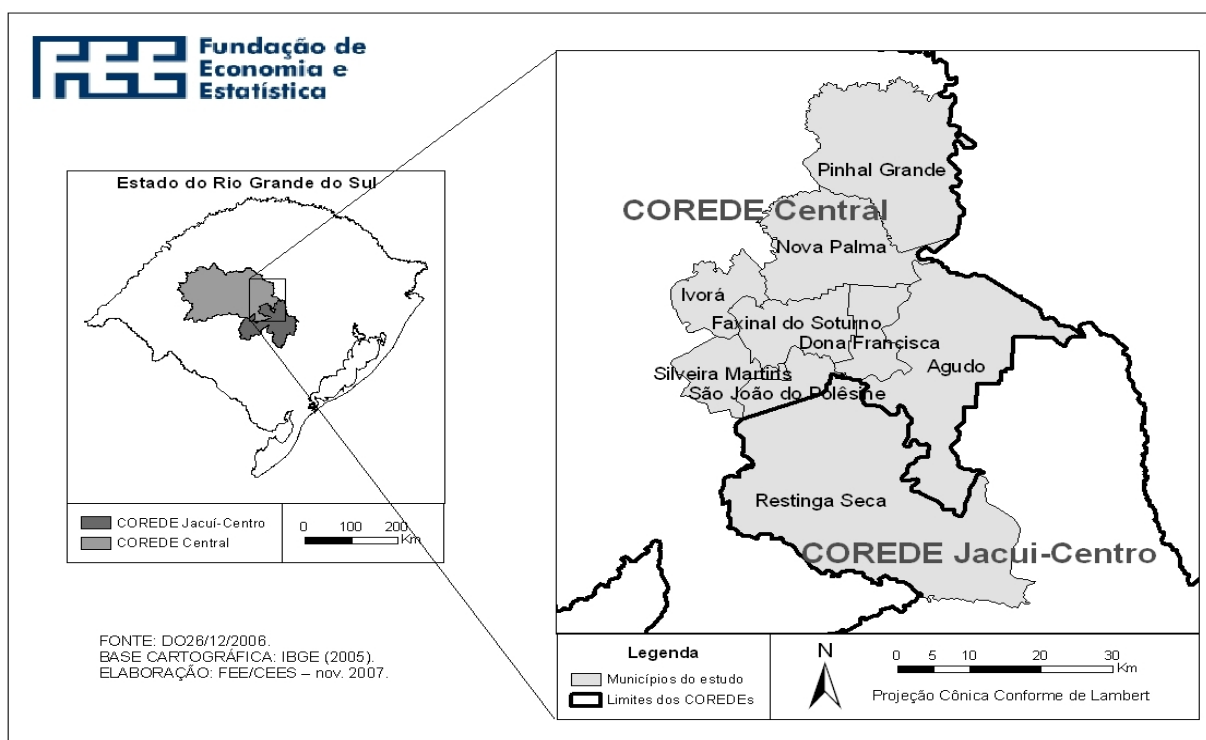 FEE
Fundação de
Economia e
Estatística
Estado do Rio Grande do Sul
COREDE Jacuí-Centro
COREDE Central
0 100 200
Km
FONTE: DO26/12/2006.
BASE CARTOGRÁFICA: IBGE (2005).
ELABORAÇÃO: FEE/CEES – nov. 2007.
Pinhal Grande
COREDE Central
Nova Palma
Ivorá
Faxinal do Soturno
Dona Francisca
Agudo
Silveira Martins
São João do Polêsine
Restinga Seca
COREDE Jacui-Centro
Legenda
Municípios do estudo
Limites dos COREDEs
N
0 5 10 20 30
Km
Projeção Cônica Conforme de Lambert